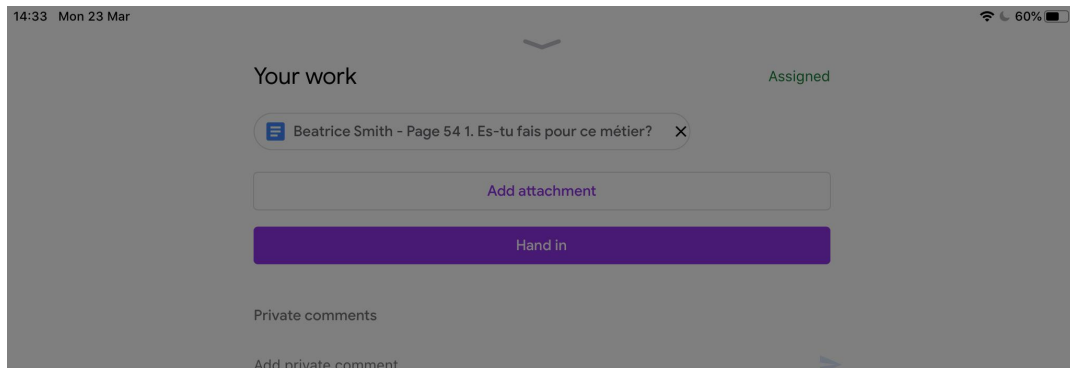 14:33 Mon 23 Mar 60%
Your work Assigned
Beatrice Smith - Page 54 1. Es-tu fais pour ce métier?
Add attachment
Hand in
Private comments
Add private comment